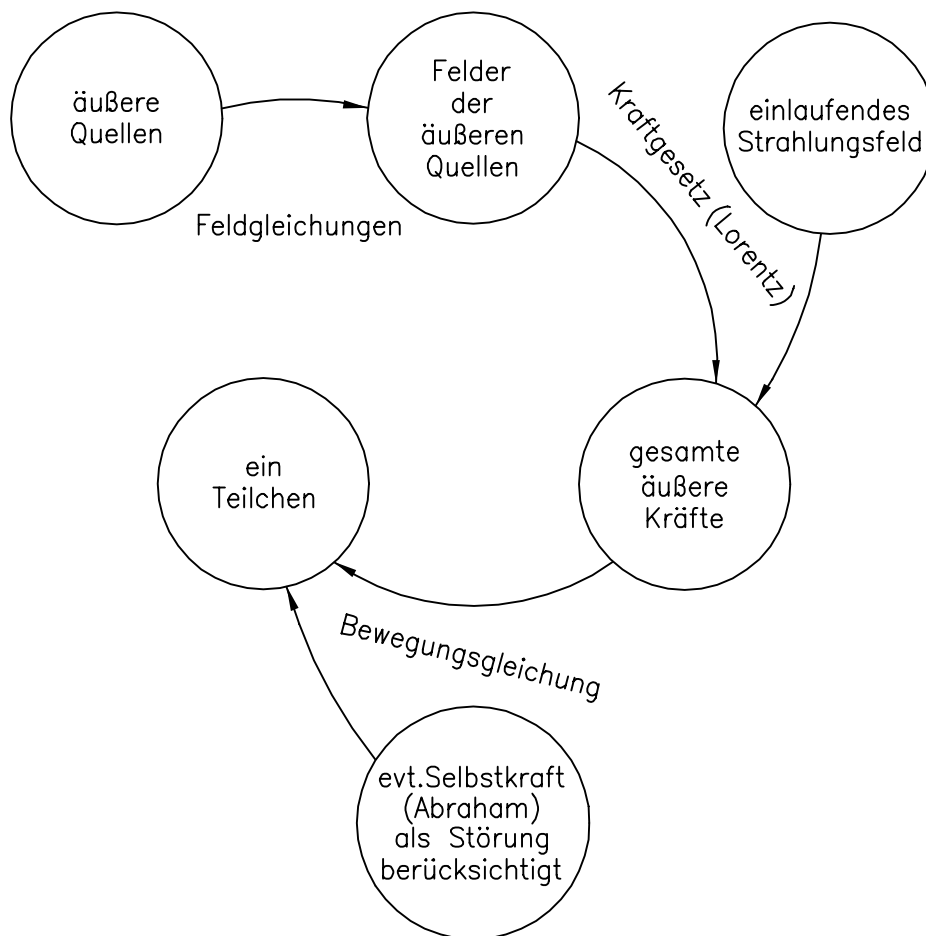 äußere
Quellen
Felder
der
äußeren
Quellen
Kraftgesetz (Lorentz)
einlaufendes
Strahlungsfeld
Feldgleichungen
ein
Teilchen
gesamte
äußere
Kräfte
Bewegungsgleichung
evt.Selbstkraft
(Abraham)
als Störung
berücksichtigt